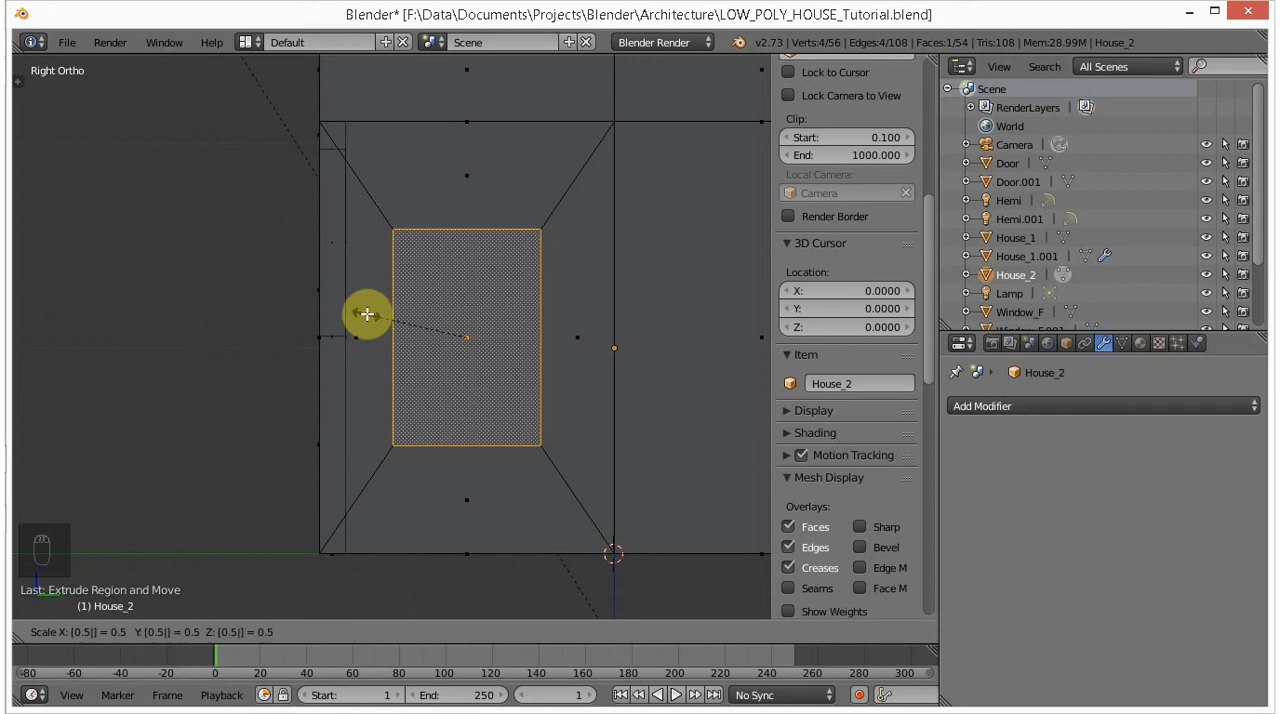 Blender* [F:\Data\Documents\Projects\Blender\Architecture\LOW_POLY_HOUSE_Tutorial.blend]
File Render Window Help Default Scene Blender Render v2.73 | Verts:4/56 | Edges:4/108 | Faces:1/54 | Tris:108 | Mem:28.99M | House_2
View Search All Scenes
Right Ortho
Lock to Cursor
Lock Camera to View
Clip:
Start: 0.100
End: 1000.000
Local Camera:
Camera
Render Border
3D Cursor
Location:
X: 0.0000
Y: 0.0000
Z: 0.0000
Item
House_2
Display
Shading
Motion Tracking
Mesh Display
Overlays:
Faces Sharp
Edges Bevel
Creases Edge M
Seams Face M
Show Weights
Scene
RenderLayers
World
Camera
Door
Door.001
Hemi
Hemi.001
House_1
House_1.001
House_2
Lamp
Window_F
House_2
Add Modifier
Last: Extrude Region and Move
(1) House_2
Scale X: [0.5|] = 0.5 Y: [0.5|] = 0.5 Z: [0.5|] = 0.5
-80 -60 -40 -20 0 20 40 60 80 100 120 140 160 180 200 220 240 260 280 300
View Marker Frame Playback Start: 1 End: 250 1 No Sync